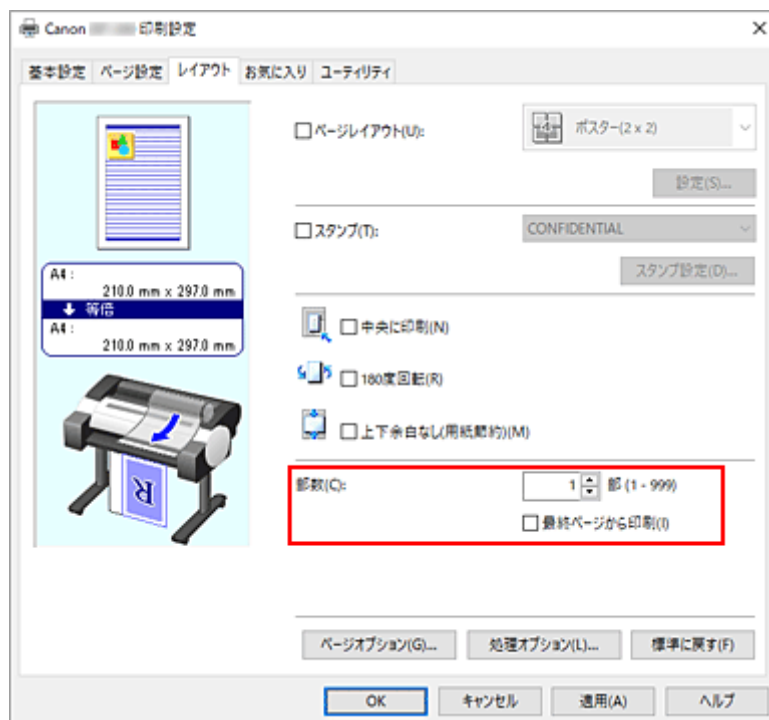 Canon 印刷設定
基本設定 ページ設定 レイアウト お気に入り ユーティリティ
ページレイアウト(U):
ポスター(2 x 2)
設定(S)...
スタンプ(T):
CONFIDENTIAL
スタンプ設定(D)...
A4 :
210.0 mm x 297.0 mm
等倍
A4 :
210.0 mm x 297.0 mm
中央に印刷(N)
180度回転(R)
上下余白なし(用紙節約)(M)
部数(C):
1 部 (1 - 999)
最終ページから印刷(I)
R
ページオプション(G)... 処理オプション(L)... 標準に戻す(F)
OK キャンセル 適用(A) ヘルプ